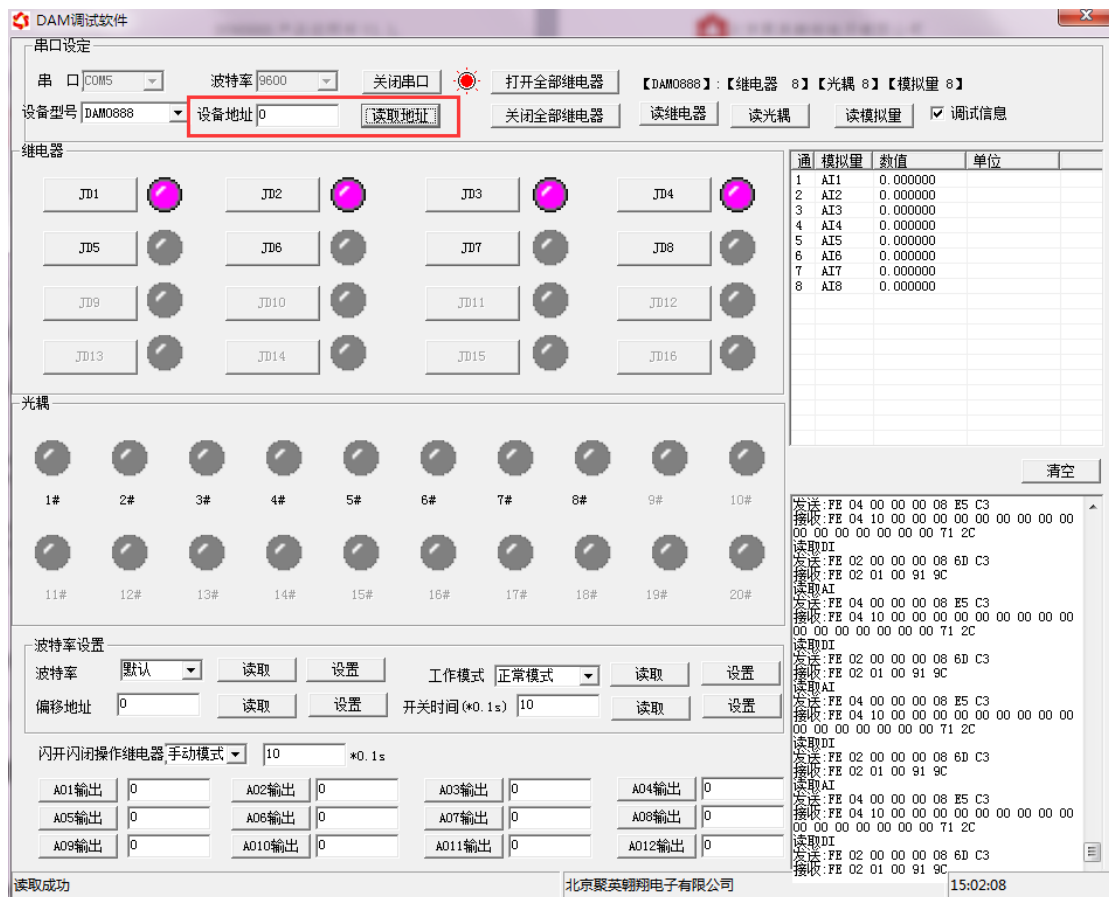 DAM调试软件
串口设定
串 口 COM5 波特率 9600 关闭串口 打开全部继电器 【DAM0888】:【继电器 8】【光耦 8】【模拟量 8】
设备型号 DAM0888 设备地址 0 读取地址 关闭全部继电器 读继电器 读光耦 读模拟量 调试信息
继电器
JD1 JD2 JD3 JD4
JD5 JD6 JD7 JD8
JD9 JD10 JD11 JD12
JD13 JD14 JD15 JD16
通 模拟量 数值 单位
1 AI1 0.000000
2 AI2 0.000000
3 AI3 0.000000
4 AI4 0.000000
5 AI5 0.000000
6 AI6 0.000000
7 AI7 0.000000
8 AI8 0.000000
清空
光耦
1# 2# 3# 4# 5# 6# 7# 8# 9# 10#
11# 12# 13# 14# 15# 16# 17# 18# 19# 20#
发送:FE 04 00 00 00 08 E5 C3
接收:FE 04 10 00 00 00 00 00 00 00 00 00
00 00 00 00 00 00 00 71 2C
读取DI
发送:FE 02 00 00 00 08 6D C3
接收:FE 02 01 00 91 9C
读取AI
发送:FE 04 00 00 00 08 E5 C3
接收:FE 04 10 00 00 00 00 00 00 00 00 00
00 00 00 00 00 00 00 71 2C
读取DI
发送:FE 02 00 00 00 08 6D C3
接收:FE 02 01 00 91 9C
读取AI
发送:FE 04 00 00 00 08 E5 C3
接收:FE 04 10 00 00 00 00 00 00 00 00 00
00 00 00 00 00 00 00 71 2C
读取DI
发送:FE 02 00 00 00 08 6D C3
接收:FE 02 01 00 91 9C
读取AI
发送:FE 04 00 00 00 08 E5 C3
接收:FE 04 10 00 00 00 00 00 00 00 00 00
00 00 00 00 00 00 00 71 2C
读取DI
发送:FE 02 00 00 00 08 6D C3
接收:FE 02 01 00 91 9C
波特率设置
波特率 默认 读取 设置 工作模式 正常模式 读取 设置
偏移地址 0 读取 设置 开关时间(*0.1s) 10 读取 设置
闪开闪闭操作继电器 手动模式 10 *0.1s
AO1输出 0 AO2输出 0 AO3输出 0 AO4输出 0
AO5输出 0 AO6输出 0 AO7输出 0 AO8输出 0
AO9输出 0 AO10输出 0 AO11输出 0 AO12输出 0
读取成功 北京聚英翱翔电子有限公司 15:02:08